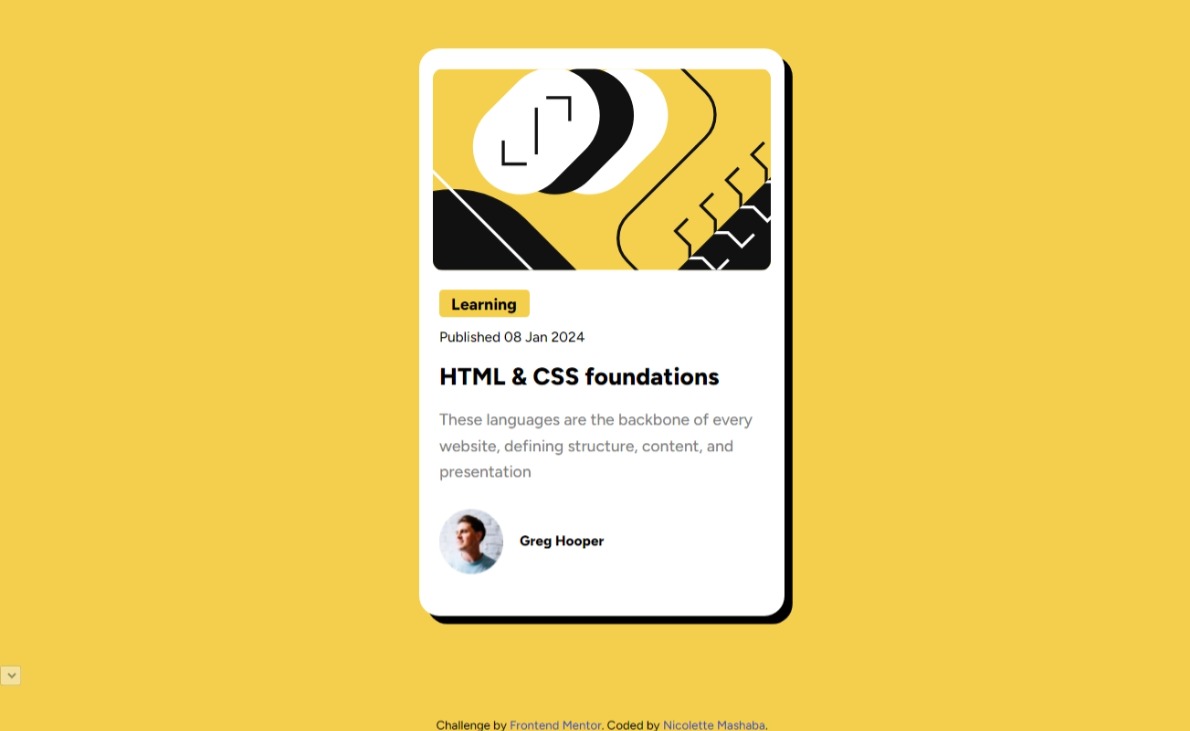 Learning
Published 08 Jan 2024
HTML & CSS foundations
These languages are the backbone of every
website, defining structure, content, and
presentation
Greg Hooper
Challenge by Frontend Mentor. Coded by Nicolette Mashaba.